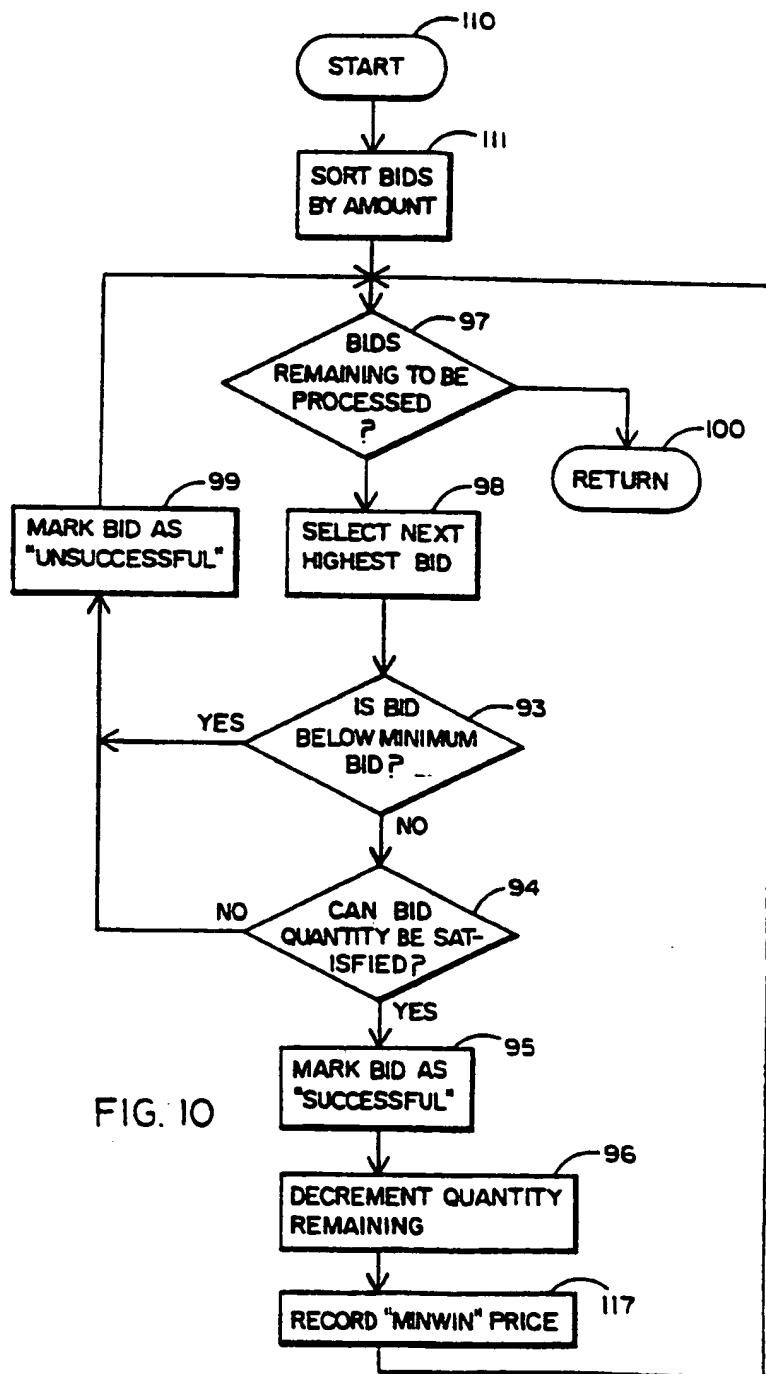 110
START
111
SORT BIDS
BY AMOUNT
97
BIDS
REMAINING TO BE
PROCESSED
?
100
RETURN
99
MARK BID AS
"UNSUCCESSFUL"
98
SELECT NEXT
HIGHEST BID
93
YES
IS BID
BELOW MINIMUM
BID?
NO
94
NO
CAN BID
QUANTITY BE SAT-
ISFIED?
YES
95
MARK BID AS
"SUCCESSFUL"
FIG. 10
96
DECREMENT QUANTITY
REMAINING
117
RECORD "MINWIN" PRICE